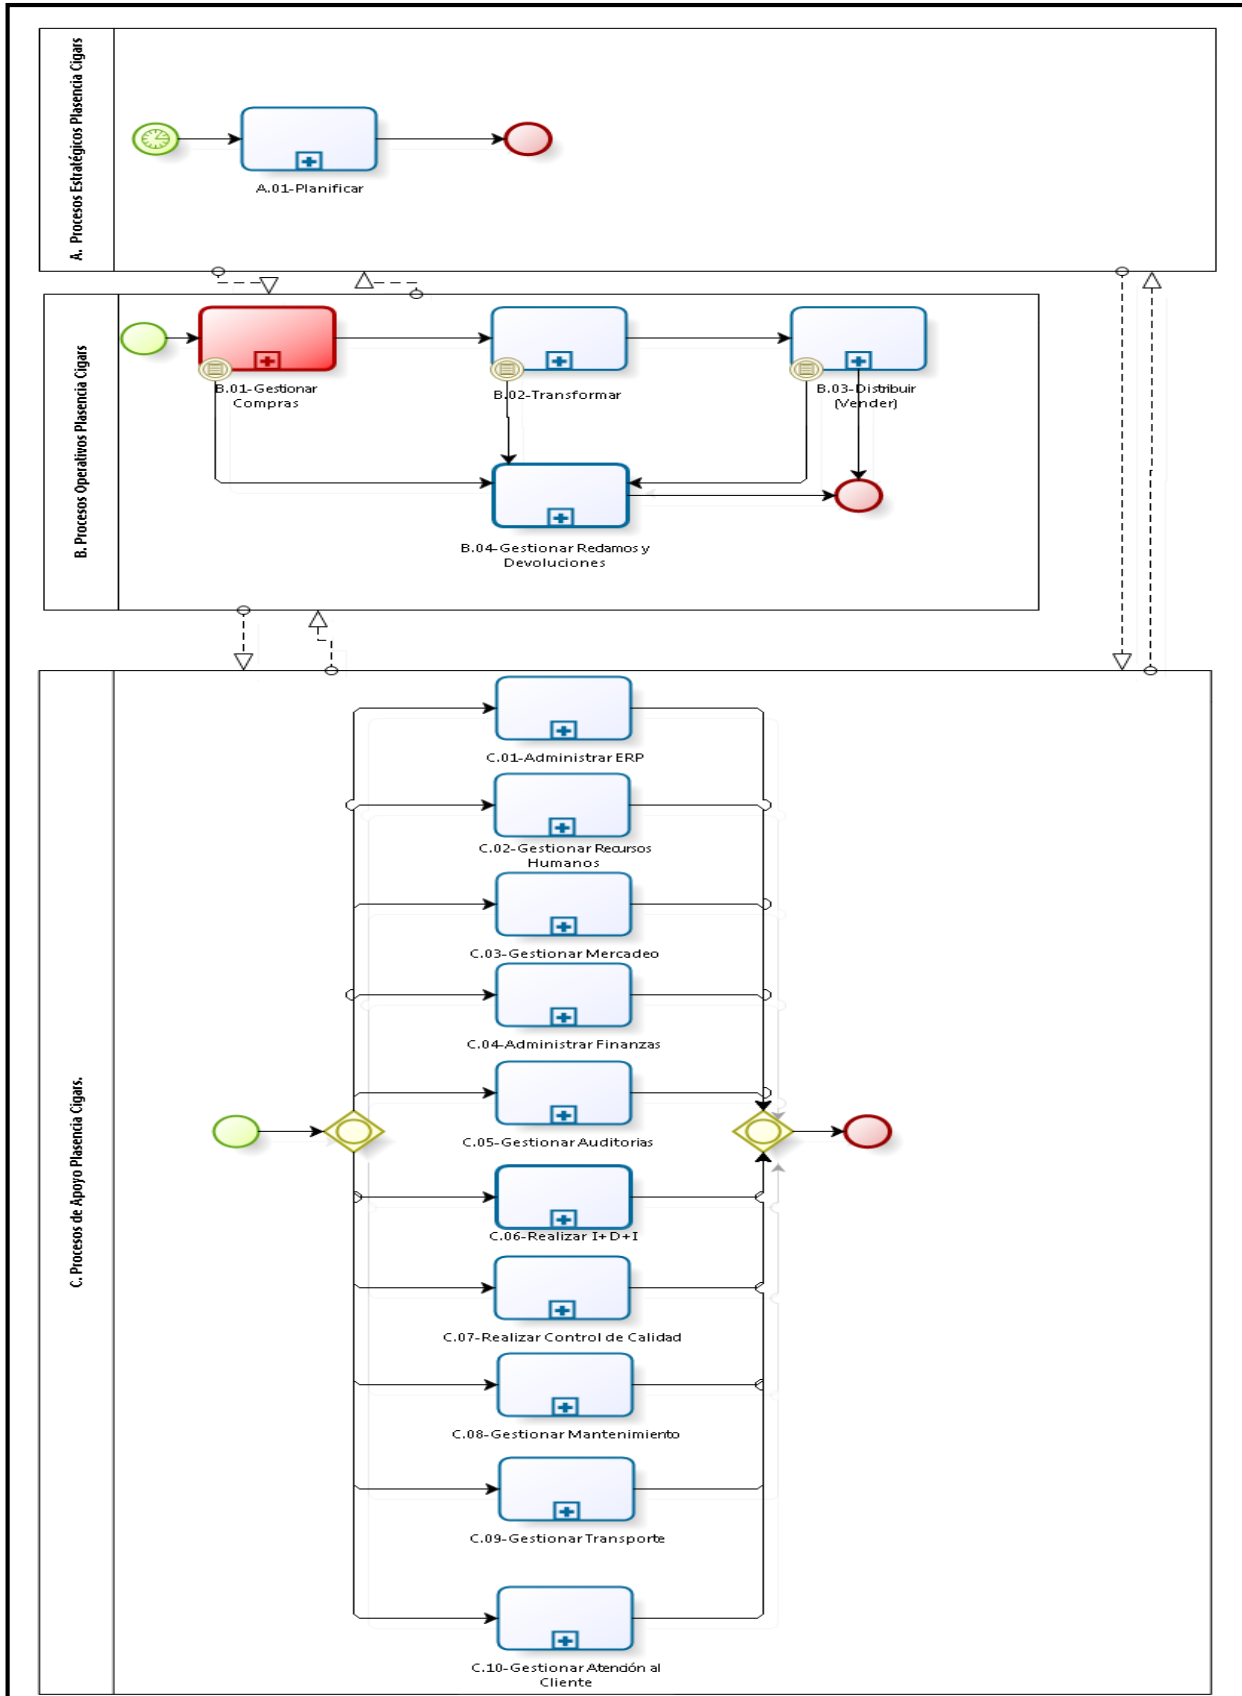 A. Procesos Estratégicos Plasencia Cigars
A.01-Planificar
B. Procesos Operativos Plasencia Cigars
B.01-Gestionar
Compras
B.02-Transformar
B.03-Distribuir
(Vender)
B.04-Gestionar Redamos y
Devoluciones
C. Procesos de Apoyo Plasencia Cigars.
C.01-Administrar ERP
C.02-Gestionar Recursos
Humanos
C.03-Gestionar Mercadeo
C.04-Administrar Finanzas
C.05-Gestionar Auditorias
C.06-Realizar I+D+I
C.07-Realizar Control de Calidad
C.08-Gestionar Mantenimiento
C.09-Gestionar Transporte
C.10-Gestionar Atención al
Cliente